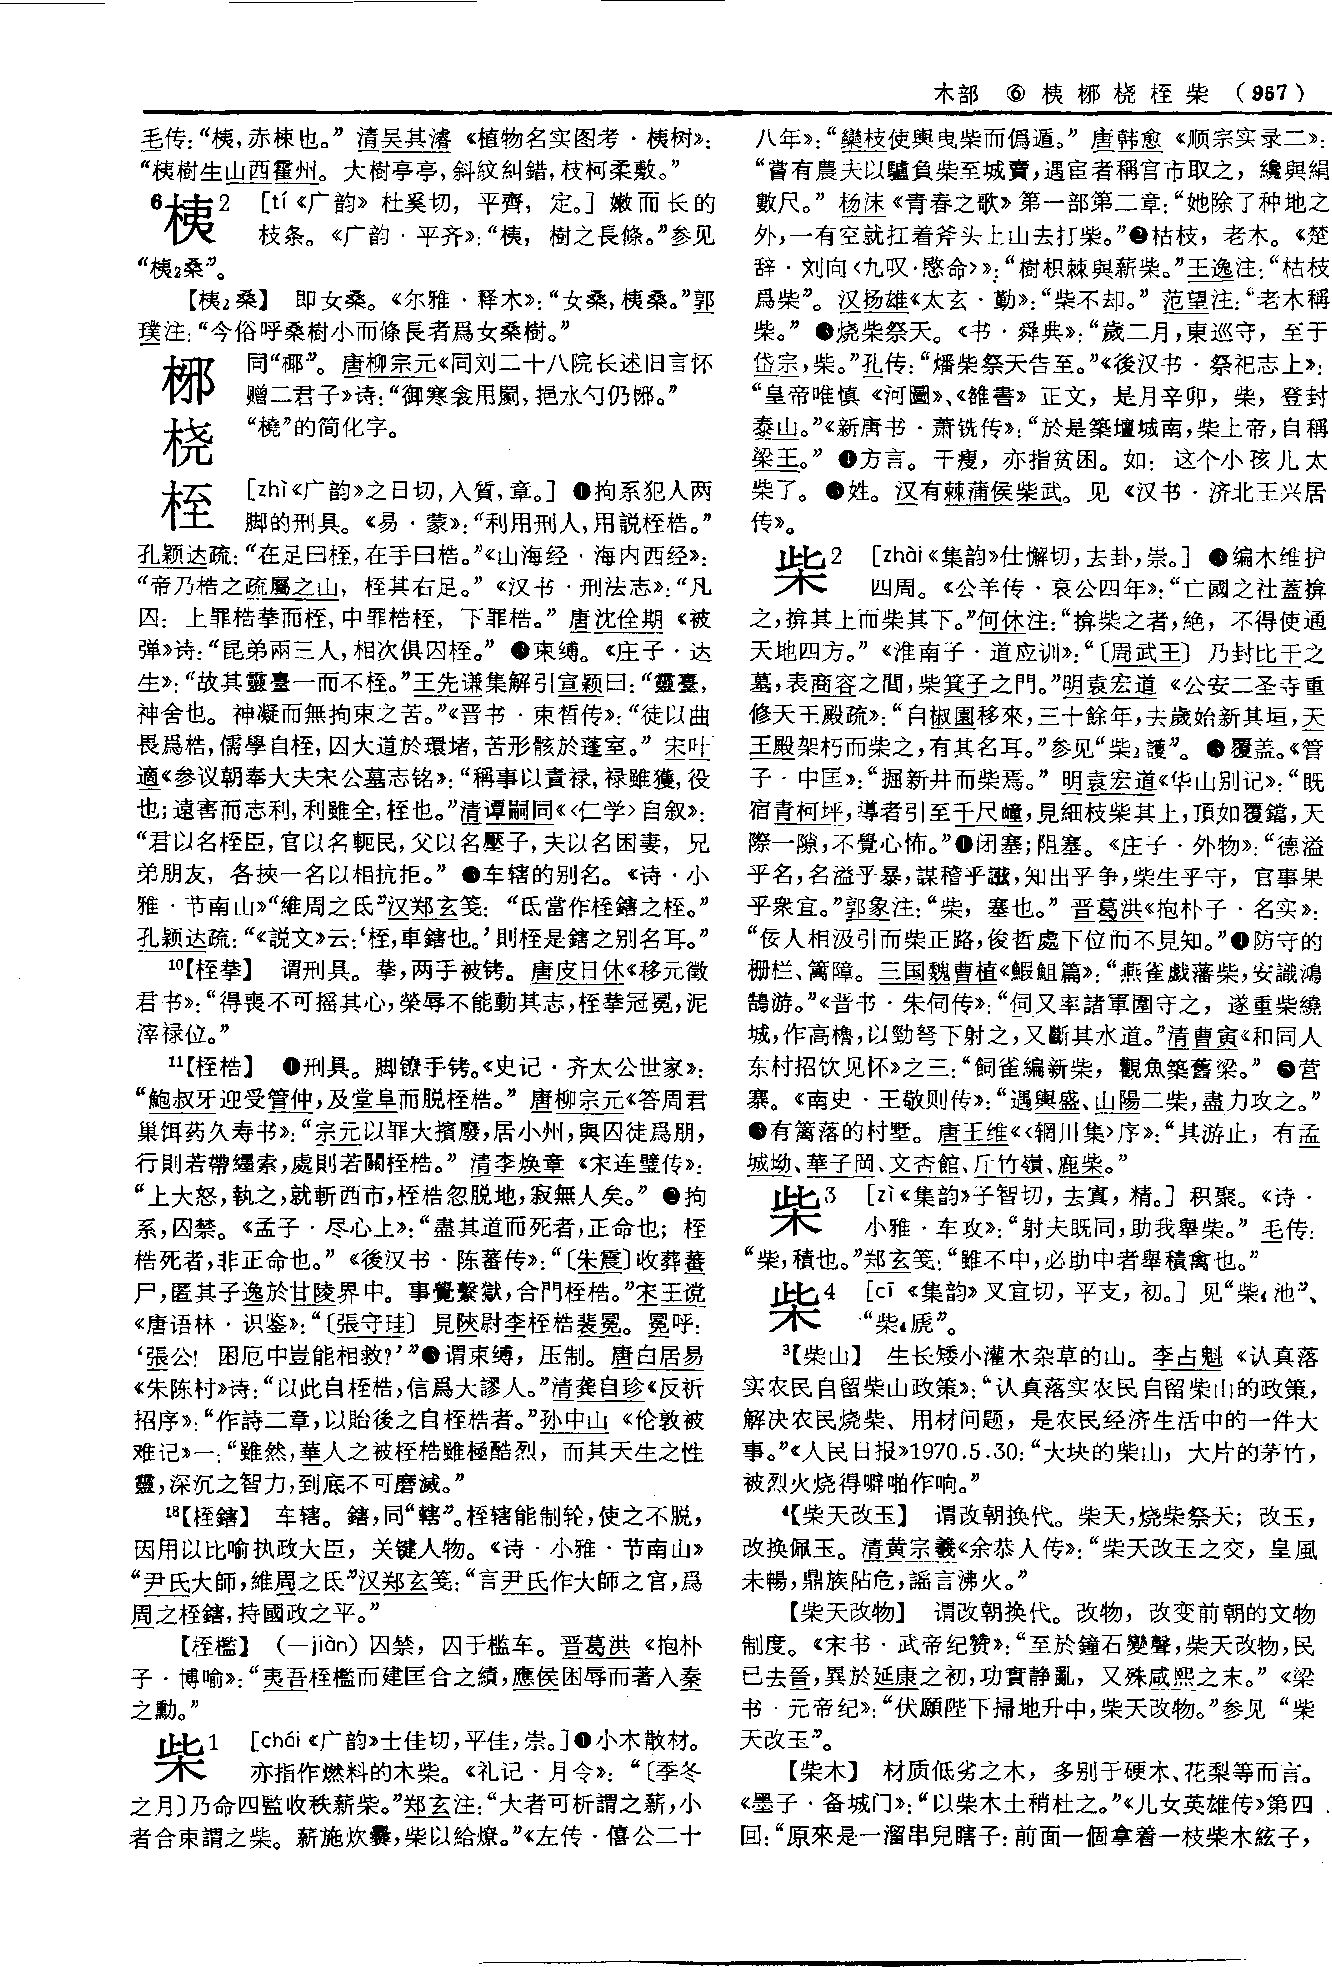 木部 ⑥ 桋 桞 桡 桎 柴 (957)
毛传:“桋,赤楝也。” 清吴其濬《植物名实图考·桋树》:
“桋樹生山西霍州。大樹亭亭,斜紋糾錯,枝柯柔敷。”
6桋2 [tí《广韵》杜奚切,平齊,定。] 嫩而长的
枝条。《广韵·平齐》:“桋,樹之長條。”参见
“桋2桑”。
【桋2桑】 即女桑。《尔雅·释木》:“女桑,桋桑。”郭
璞注:“今俗呼桑樹小而條長者爲女桑樹。”
桞 同“柳”。唐柳宗元《同刘二十八院长述旧言怀
赠二君子》诗:“御寒衾用罽,挹水勺仍椰。”
桡 “橈”的简化字。
桎 [zhì《广韵》之日切,入質,章。] ❶拘系犯人两
脚的刑具。《易·蒙》:“利用刑人,用説桎梏。”
孔颖达疏:“在足曰桎,在手曰梏。”《山海经·海内西经》:
“帝乃梏之疏屬之山,桎其右足。”《汉书·刑法志》:“凡
囚:上罪梏拲而桎,中罪梏桎,下罪梏。”唐沈佺期《被
弹》诗:“昆弟兩三人,相次俱囚桎。” ❷束缚。《庄子·达
生》:“故其靈臺一而不桎。”王先谦集解引宣颖曰:“靈臺,
神舍也。神凝而無拘束之苦。”《晋书·束皙传》:“徒以曲
畏爲梏,儒學自桎,囚大道於環堵,苦形骸於蓬室。”宋叶
適《参议朝奉大夫宋公墓志铭》:“稱事以責禄,禄雖獲,役
也;遠害而志利,利雖全,桎也。”清谭嗣同《〈仁学〉自叙》:
“君以名桎臣,官以名軛民,父以名壓子,夫以名困妻,兄
弟朋友,各挾一名以相抗拒。” ❸车辖的别名。《诗·小
雅·节南山》“維周之氐”汉郑玄笺:“氐當作桎鎋之桎。”
孔颖达疏:“《説文》云:‘桎,車鎋也。’則桎是鎋之别名耳。”
10【桎拲】 谓刑具。拲,两手被铐。唐皮日休《移元徵
君书》:“得喪不可摇其心,榮辱不能動其志,桎拲冠冕,泥
滓禄位。”
11【桎梏】 ❶刑具。脚镣手铐。《史记·齐太公世家》:
“鮑叔牙迎受管仲,及堂阜而脱桎梏。”唐柳宗元《答周君
巢饵药久寿书》:“宗元以罪大擯廢,居小州,與囚徒爲朋,
行則若帶纆索,處則若關桎梏。”清李焕章《宋连璧传》:
“上大怒,執之,就斬西市,桎梏忽脱地,寂無人矣。” ❷拘
系,囚禁。《孟子·尽心上》:“盡其道而死者,正命也;桎
梏死者,非正命也。”《後汉书·陈蕃传》:“〔朱震〕收葬蕃
尸,匿其子逸於甘陵界中。事覺繫獄,合門桎梏。”宋王谠
《唐语林·识鉴》:“〔張守珪〕見陝尉李桎梏裴冕。冕呼:
‘張公!困厄中豈能相救?’”❸谓束缚,压制。唐白居易
《朱陈村》诗:“以此自桎梏,信爲大謬人。”清龚自珍《反祈
招序》:“作詩二章,以貽後之自桎梏者。”孙中山《伦敦被
难记》一:“雖然,華人之被桎梏雖極酷烈,而其天生之性
靈,深沉之智力,到底不可磨滅。”
18【桎鎋】 车辖。鎋,同“轄”。桎辖能制轮,使之不脱,
因用以比喻执政大臣,关键人物。《诗·小雅·节南山》
“尹氏大師,維周之氐”汉郑玄笺:“言尹氏作大師之官,爲
周之桎鎋,持國政之平。”
【桎檻】 (—jiàn) 囚禁,囚于槛车。晋葛洪《抱朴
子·博喻》:“夷吾桎檻而建匡合之績,應侯困辱而著入秦
之勳。”
柴1 [chái《广韵》士佳切,平佳,崇。]❶小木散材。
亦指作燃料的木柴。《礼记·月令》:“〔季冬
之月〕乃命四監收秩薪柴。”郑玄注:“大者可析謂之薪,小
者合束謂之柴。薪施炊爨,柴以給燎。”《左传·僖公二十
八年》:“欒枝使輿曳柴而僞遁。”唐韩愈《顺宗实录二》:
“嘗有農夫以驢負柴至城賣,遇宦者稱宫市取之,纔與絹
數尺。”杨沫《青春之歌》第一部第二章:“她除了种地之
外,一有空就扛着斧头上山去打柴。”❷枯枝,老木。《楚
辞·刘向〈九叹·愍命〉》:“樹枳棘與薪柴。”王逸注:“枯枝
爲柴”。汉扬雄《太玄·勤》:“柴不却。”范望注:“老木稱
柴。” ❸烧柴祭天。《书·舜典》:“歲二月,東巡守,至于
岱宗,柴。”孔传:“燔柴祭天告至。”《後汉书·祭祀志上》:
“皇帝唯慎《河圖》、《雒書》正文,是月辛卯,柴,登封
泰山。”《新唐书·萧铣传》:“於是築壇城南,柴上帝,自稱
梁王。” ❹方言。干瘦,亦指贫困。如:这个小孩儿太
柴了。 ❺姓。汉有棘蒲侯柴武。见《汉书·济北王兴居
传》。
柴2 [zhài《集韵》仕懈切,去卦,崇。] ❶编木维护
四周。《公羊传·哀公四年》:“亡國之社蓋揜
之,揜其上而柴其下。”何休注:“揜柴之者,絶,不得使通
天地四方。”《淮南子·道应训》:“〔周武王〕乃封比干之
墓,表商容之閭,柴箕子之門。”明袁宏道《公安二圣寺重
修天王殿疏》:“自椒園移來,三十餘年,去歲始新其垣,天
王殿架朽而柴之,有其名耳。”参见“柴2護”。 ❷覆盖。《管
子·中匡》:“掘新井而柴焉。”明袁宏道《华山别记》:“既
宿青柯坪,導者引至千尺㠉,見細枝柴其上,頂如覆鐺,天
際一隙,不覺心怖。”❸闭塞;阻塞。《庄子·外物》:“德溢
乎名,名溢乎暴,謀稽乎誸,知出乎争,柴生乎守,官事果
乎衆宜。”郭象注:“柴,塞也。”晋葛洪《抱朴子·名实》:
“佞人相汲引而柴正路,俊哲處下位而不見知。”❹防守的
栅栏、篱障。三国魏曹植《鰕䱇篇》:“燕雀戲藩柴,安識鴻
鵠游。”《晋书·朱伺传》:“伺又率諸軍圍守之,遂重柴繞
城,作高櫓,以勁弩下射之,又斷其水道。”清曹寅《和同人
东村招饮见怀》之三:“飼雀編新柴,觀魚築舊梁。” ❺营
寨。《南史·王敬则传》:“遇輿盛、山陽二柴,盡力攻之。”
❻有篱落的村墅。唐王维《〈辋川集〉序》:“其游止,有孟
城坳、華子岡、文杏館、斤竹嶺、鹿柴。”
柴3 [zì《集韵》子智切,去寘,精。] 积聚。《诗·
小雅·车攻》:“射夫既同,助我舉柴。”毛传:
“柴,積也。”郑玄笺:“雖不中,必助中者舉積禽也。”
柴4 [cī《集韵》叉宜切,平支,初。] 见“柴4池”、
“柴4虒”。
3【柴山】 生长矮小灌木杂草的山。李占魁《认真落
实农民自留柴山政策》:“认真落实农民自留柴山的政策,
解决农民烧柴、用材问题,是农民经济生活中的一件大
事。”《人民日报》1970.5.30:“大块的柴山,大片的茅竹,
被烈火烧得噼啪作响。”
4【柴天改玉】 谓改朝换代。柴天,烧柴祭天;改玉,
改换佩玉。清黄宗羲《余恭人传》:“柴天改玉之交,皇風
未暢,鼎族阽危,謡言沸火。”
【柴天改物】 谓改朝换代。改物,改变前朝的文物
制度。《宋书·武帝纪赞》:“至於鐘石變聲,柴天改物,民
已去晉,異於延康之初,功實静亂,又殊咸熙之末。”《梁
书·元帝纪》:“伏願陛下掃地升中,柴天改物。”参见“柴
天改玉”。
【柴木】 材质低劣之木,多别于硬木、花梨等而言。
《墨子·备城门》:“以柴木土稍杜之。”《儿女英雄传》第四
回:“原來是一溜串兒瞎子:前面一個拿着一枝柴木絃子,